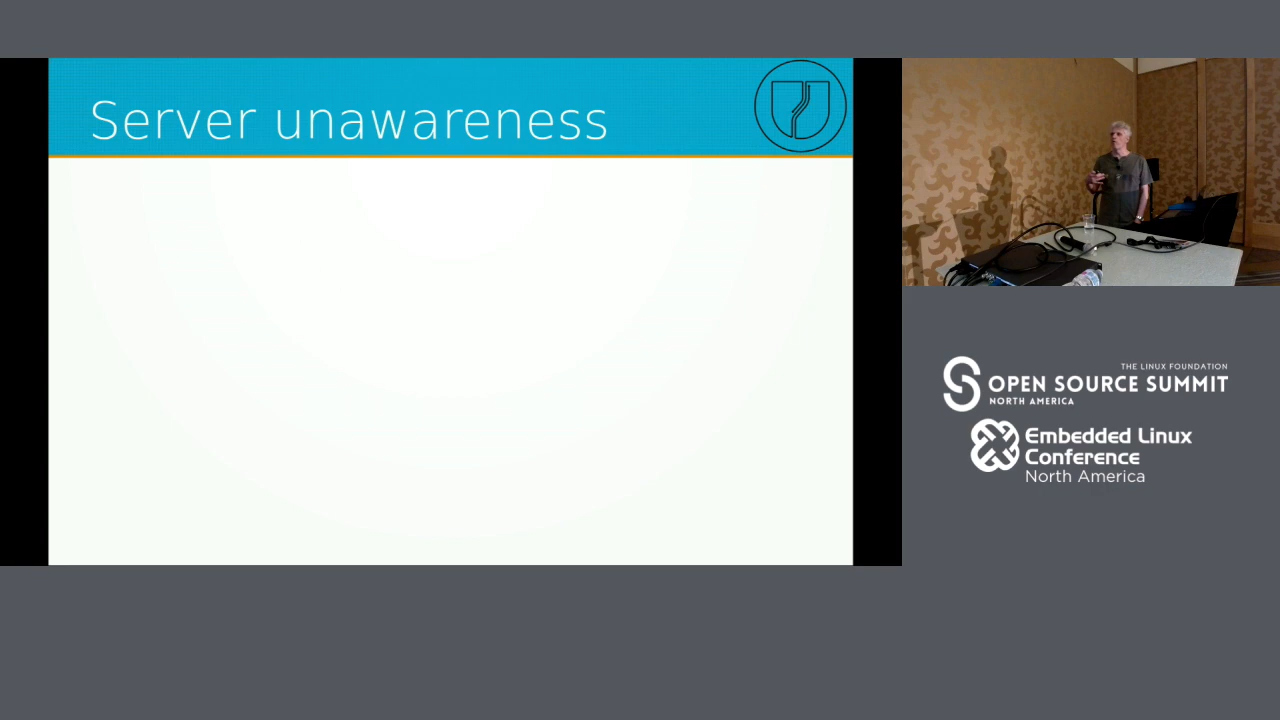 Server unawareness
THE LINUX FOUNDATION
OPEN SOURCE SUMMIT
NORTH AMERICA
Embedded Linux
Conference
North America